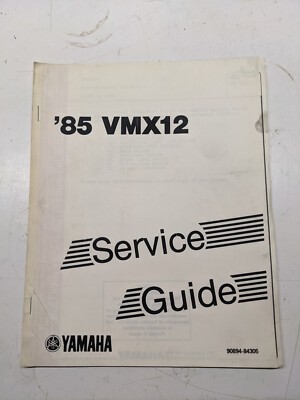 '85 VMX12
Service
Guide
YAMAHA
90894-84305